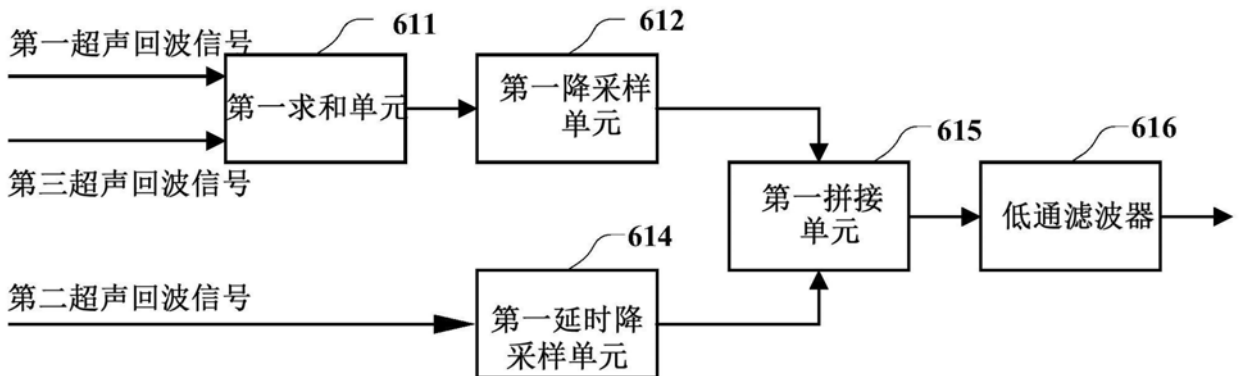 611
612
第一超声回波信号
第一求和单元
第一降采样
单元
第三超声回波信号
615
616
第一拼接
单元
低通滤波器
614
第二超声回波信号
第一延时降
采样单元